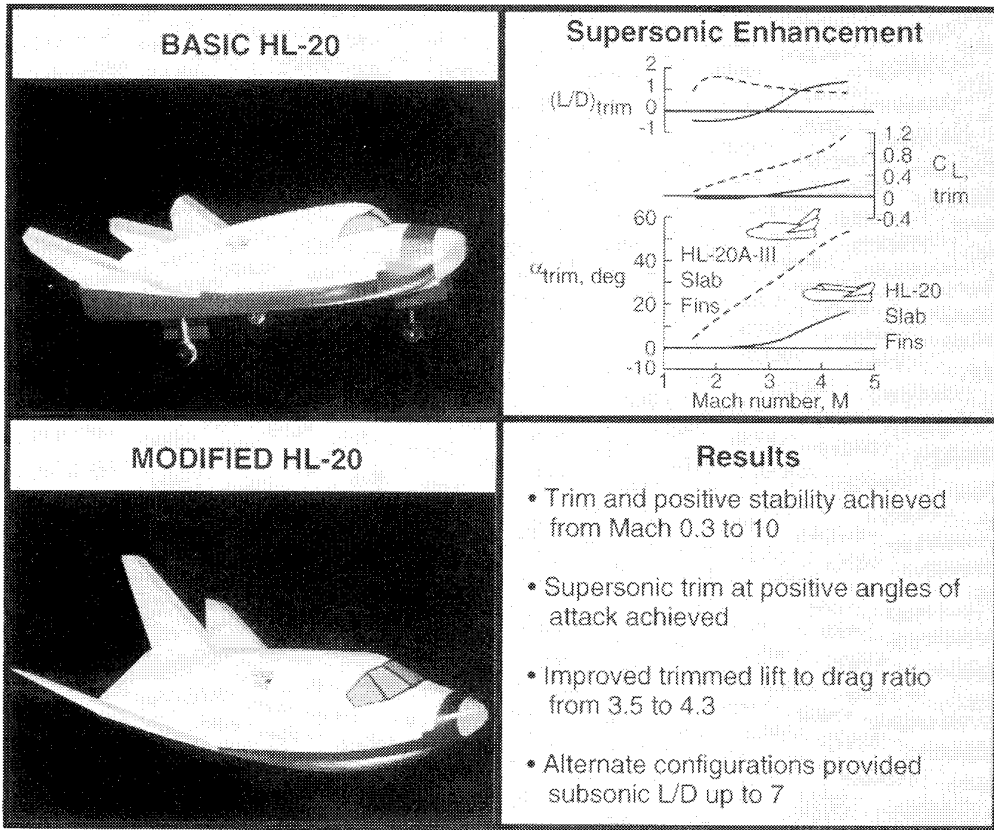 BASIC HL-20
Supersonic Enhancement
2
1
0
-1
(L/D)trim
1.2
0.8
0.4
0
-0.4
C L,
trim
60
40
20
0
-10
αtrim, deg
HL-20A-III
Slab
Fins
HL-20
Slab
Fins
1 2 3 4 5
Mach number, M
MODIFIED HL-20
Results
• Trim and positive stability achieved
from Mach 0.3 to 10
• Supersonic trim at positive angles of
attack achieved
• Improved trimmed lift to drag ratio
from 3.5 to 4.3
• Alternate configurations provided
subsonic L/D up to 7